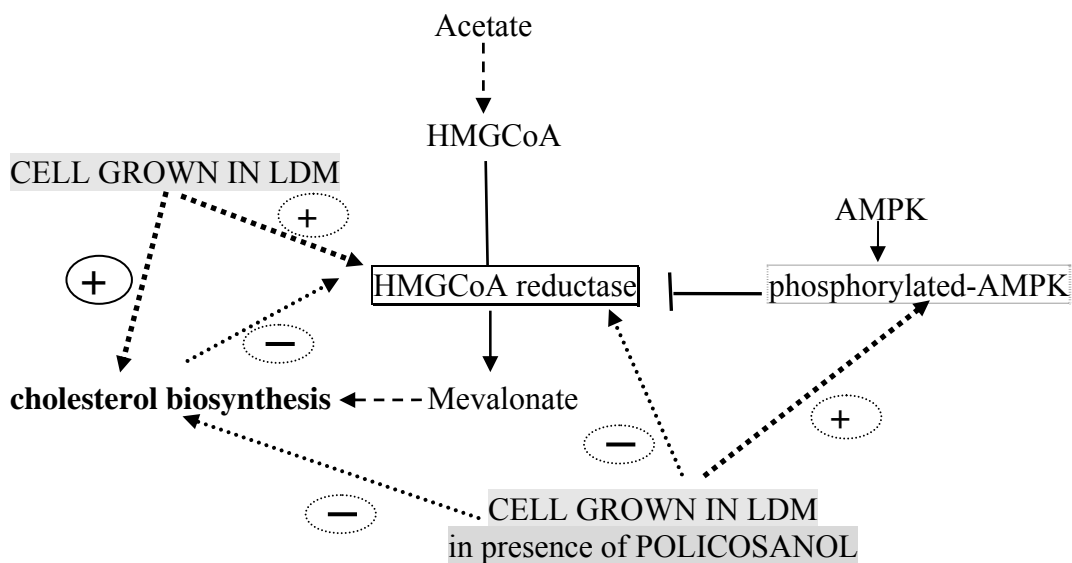 Acetate
HMGCoA
CELL GROWN IN LDM
+
AMPK
+
HMGCoA reductase
phosphorylated-AMPK
−
cholesterol biosynthesis
Mevalonate
+
−
−
CELL GROWN IN LDM
in presence of POLICOSANOL